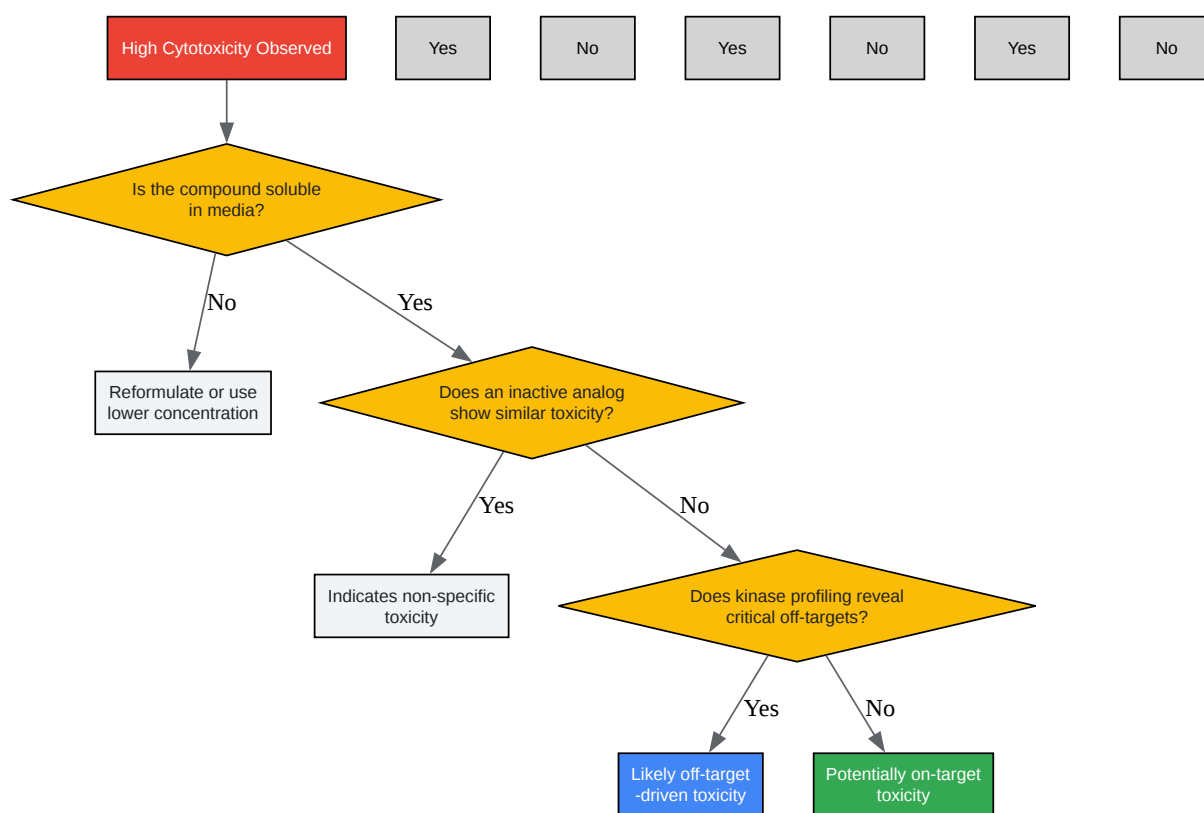 High Cytotoxicity Observed
Yes
No
Yes
No
Yes
No
Is the compound soluble
in media?
No
Yes
Reformulate or use
lower concentration
Does an inactive analog
show similar toxicity?
Yes
No
Indicates non-specific
toxicity
Does kinase profiling reveal
critical off-targets?
Yes
No
Likely off-target
-driven toxicity
Potentially on-target
toxicity